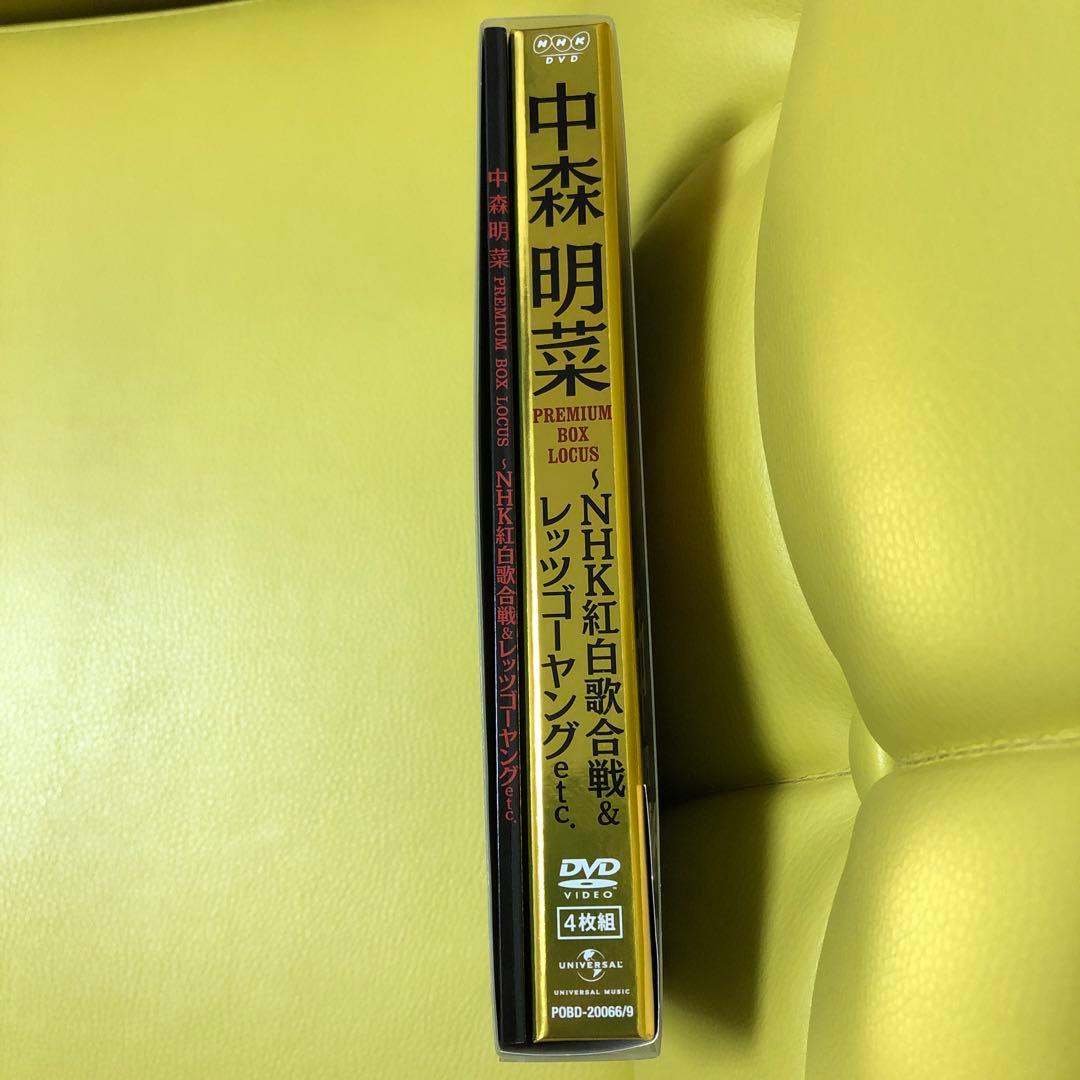 中森明菜 PREMIUM BOX LOCUS ~NHK紅白歌合戦&レッツゴーヤングetc.
NHK
DVD
中森明菜
PREMIUM
BOX
LOCUS
~NHK紅白歌合戦&
レッツゴーヤングetc.
DVD
VIDEO™
4枚組
UNIVERSAL
UNIVERSAL MUSIC
POBD-20066/9